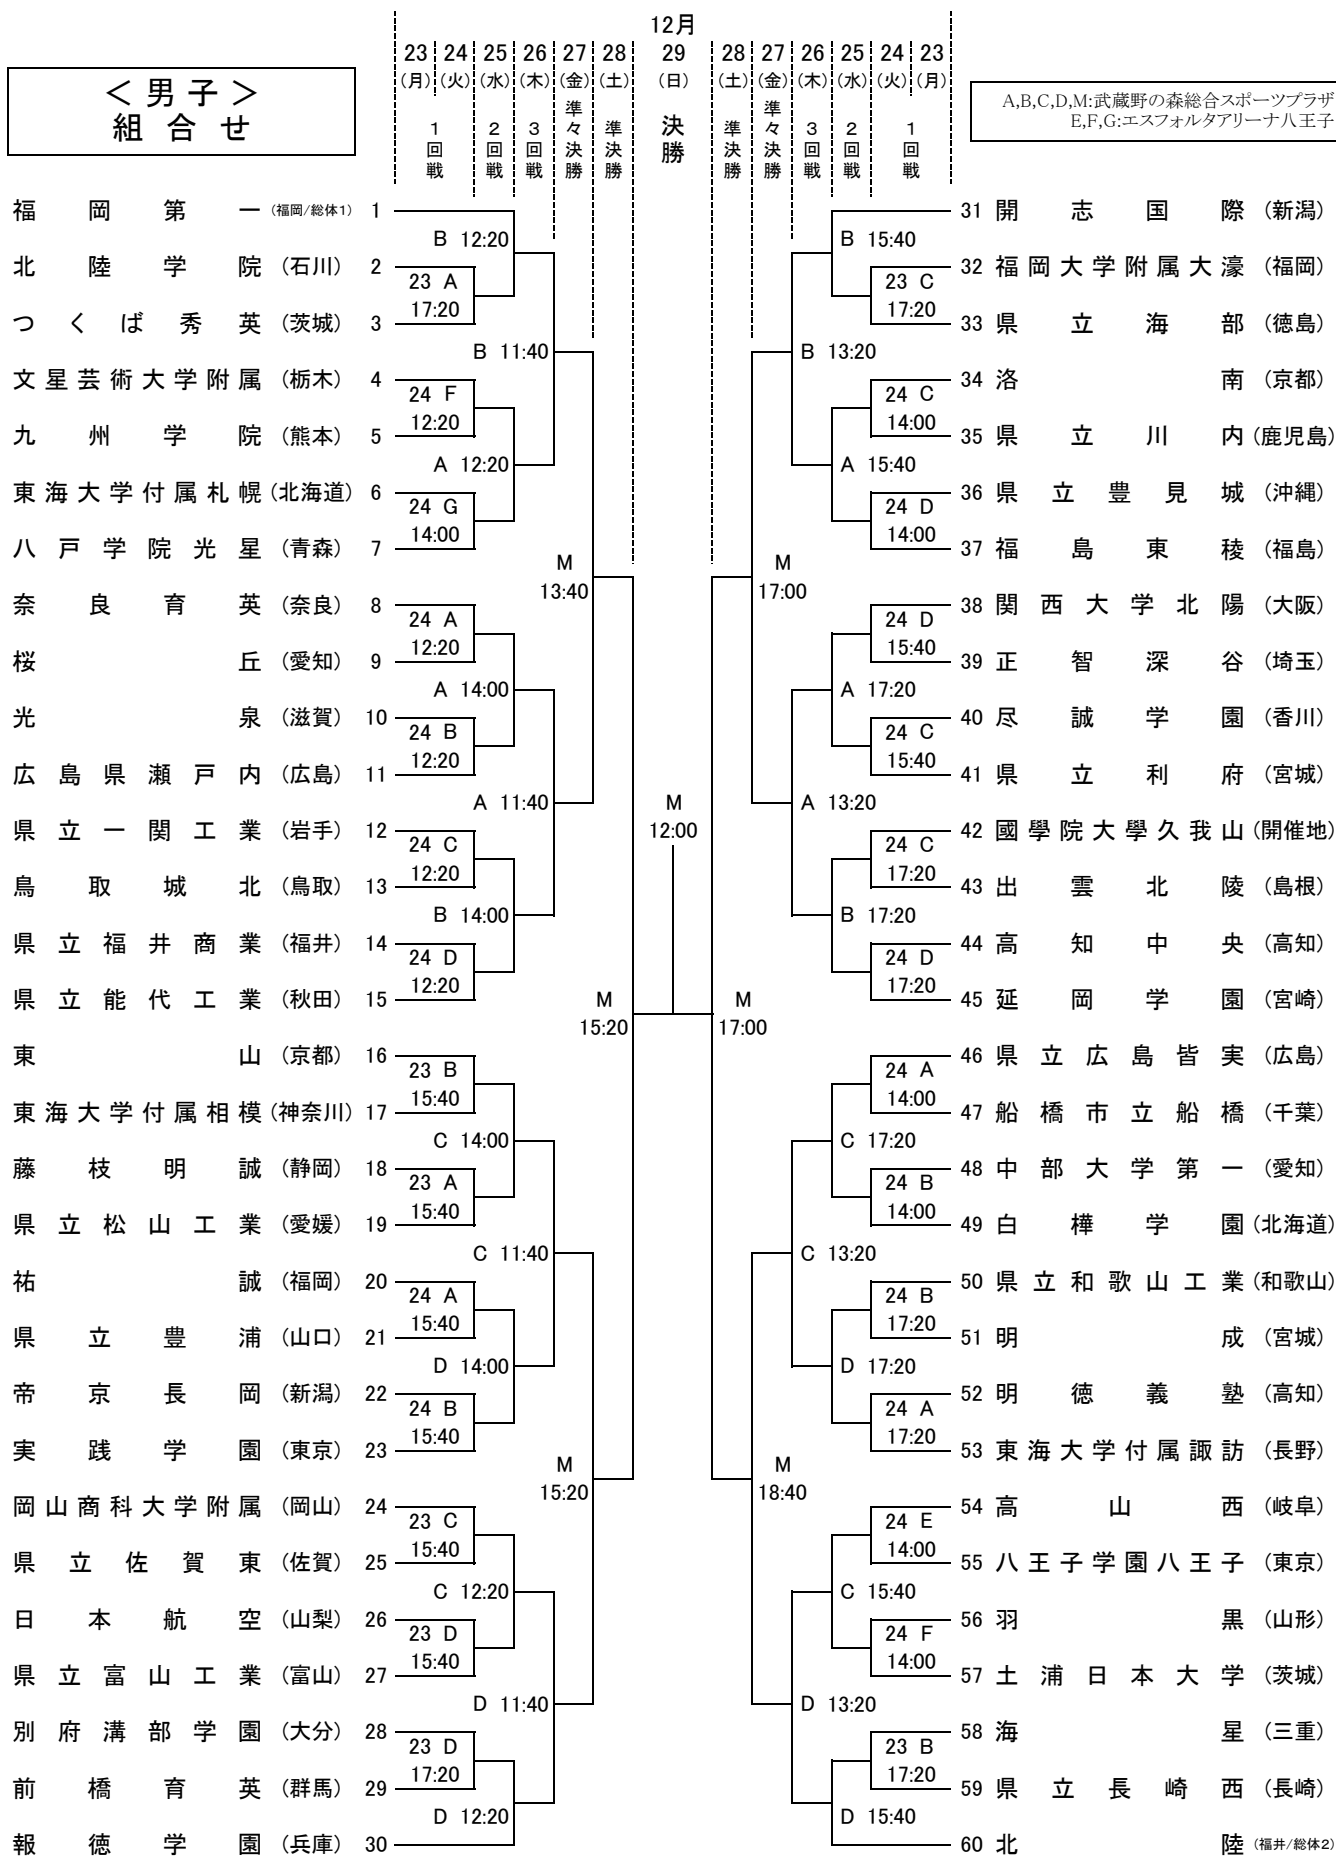 ＜男子＞
組合せ
12月
23 24 25 26 27 28 29 28 27 26 25 24 23
(月) (火) (水) (木) (金) (土) (日) (土) (金) (木) (水) (火) (月)
1回戦 2回戦 3回戦 準々決勝 準決勝 決勝 準決勝 準々決勝 3回戦 2回戦 1回戦
A,B,C,D,M:武蔵野の森総合スポーツプラザ
E,F,G:エスフォルタアリーナ八王子
福岡第一 (福岡/総体1) 1
B 12:20
北陸学院 (石川) 2
23 A
17:20
つくば秀英 (茨城) 3
B 11:40
文星芸術大学附属 (栃木) 4
24 F
12:20
九州学院 (熊本) 5
A 12:20
東海大学付属札幌 (北海道) 6
24 G
14:00
八戸学院光星 (青森) 7
M
13:40
奈良育英 (奈良) 8
24 A
12:20
桜丘 (愛知) 9
A 14:00
光泉 (滋賀) 10
24 B
12:20
広島県瀬戸内 (広島) 11
A 11:40
県立一関工業 (岩手) 12
24 C
12:20
鳥取城北 (鳥取) 13
B 14:00
県立福井商業 (福井) 14
24 D
12:20
県立能代工業 (秋田) 15
M
15:20
東山 (京都) 16
23 B
15:40
東海大学付属相模 (神奈川) 17
C 14:00
藤枝明誠 (静岡) 18
23 A
15:40
県立松山工業 (愛媛) 19
C 11:40
祐誠 (福岡) 20
24 A
15:40
県立豊浦 (山口) 21
D 14:00
帝京長岡 (新潟) 22
24 B
15:40
実践学園 (東京) 23
M
15:20
岡山商科大学附属 (岡山) 24
23 C
15:40
県立佐賀東 (佐賀) 25
C 12:20
日本航空 (山梨) 26
23 D
15:40
県立富山工業 (富山) 27
D 11:40
別府溝部学園 (大分) 28
23 D
17:20
前橋育英 (群馬) 29
D 12:20
報徳学園 (兵庫) 30
M
12:00
31 開志国際 (新潟)
B 15:40
32 福岡大学附属大濠 (福岡)
23 C
17:20
33 県立海部 (徳島)
B 13:20
34 洛南 (京都)
24 C
14:00
35 県立川内 (鹿児島)
A 15:40
36 県立豊見城 (沖縄)
24 D
14:00
37 福島東稜 (福島)
M
17:00
38 関西大学北陽 (大阪)
24 D
15:40
39 正智深谷 (埼玉)
A 17:20
40 尽誠学園 (香川)
24 C
15:40
41 県立利府 (宮城)
A 13:20
42 國學院大學久我山 (開催地)
24 C
17:20
43 出雲北陵 (島根)
B 17:20
44 高知中央 (高知)
24 D
17:20
45 延岡学園 (宮崎)
M
17:00
46 県立広島皆実 (広島)
24 A
14:00
47 船橋市立船橋 (千葉)
C 17:20
48 中部大学第一 (愛知)
24 B
14:00
49 白樺学園 (北海道)
C 13:20
50 県立和歌山工業 (和歌山)
24 B
17:20
51 明成 (宮城)
D 17:20
52 明徳義塾 (高知)
24 A
17:20
53 東海大学付属諏訪 (長野)
M
18:40
54 高山西 (岐阜)
24 E
14:00
55 八王子学園八王子 (東京)
C 15:40
56 羽黒 (山形)
24 F
14:00
57 土浦日本大学 (茨城)
D 13:20
58 海星 (三重)
23 B
17:20
59 県立長崎西 (長崎)
D 15:40
60 北陸 (福井/総体2)